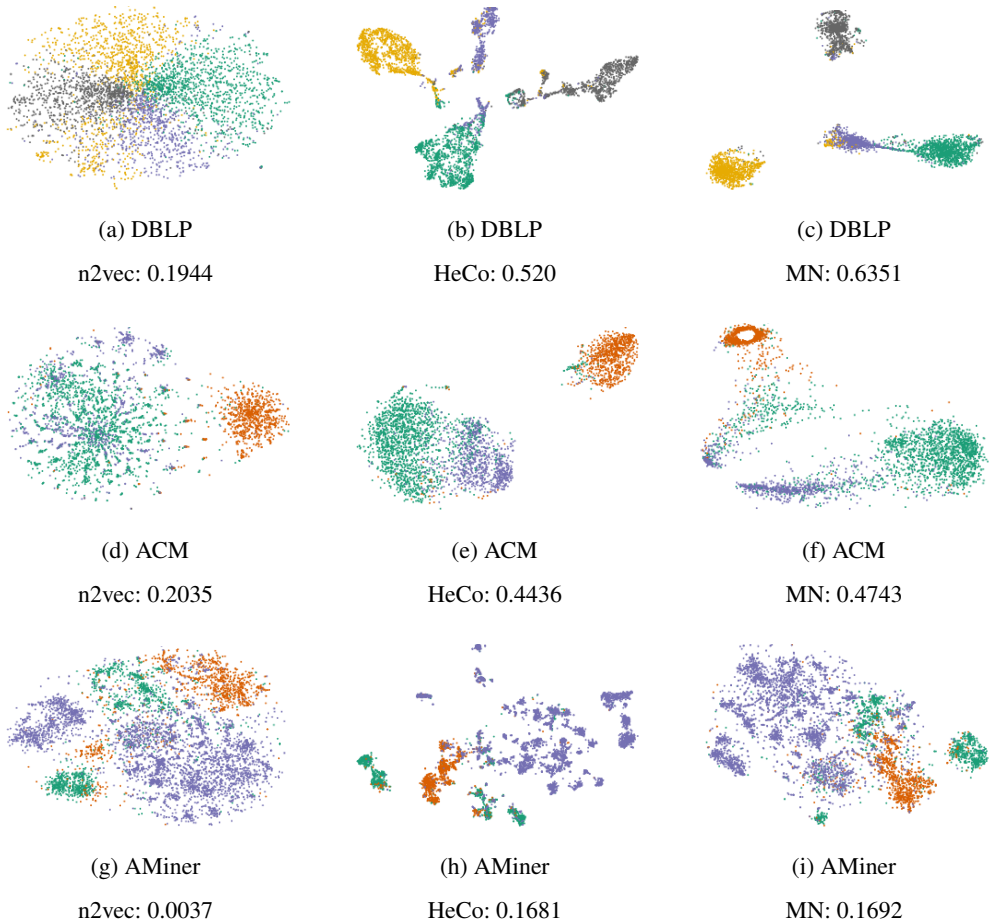 (a) DBLP
n2vec: 0.1944
(b) DBLP
HeCo: 0.520
(c) DBLP
MN: 0.6351
(d) ACM
n2vec: 0.2035
(e) ACM
HeCo: 0.4436
(f) ACM
MN: 0.4743
(g) AMiner
n2vec: 0.0037
(h) AMiner
HeCo: 0.1681
(i) AMiner
MN: 0.1692